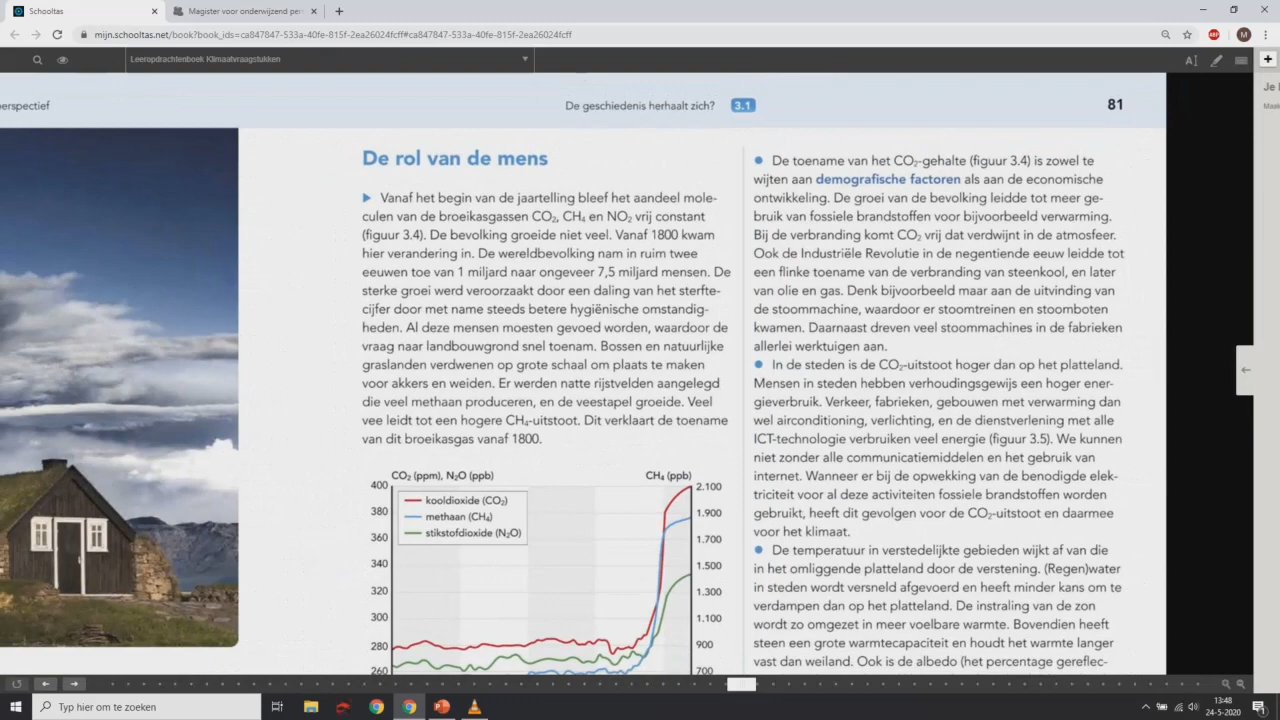 Schooltas
Magister voor onderwijzend per
mijn.schooltas.net/book?book_ids=ca847847-533a-40fe-815f-2ea26024fcff#ca847847-533a-40fe-815f-2ea26024fcff
M
Leeropdrachtenboek Klimaatvraagstukken
Je
Maak
erspectief
De geschiedenis herhaalt zich? 3.1 81
De rol van de mens
Vanaf het begin van de jaartelling bleef het aandeel mole-
culen van de broeikasgassen CO₂, CH₄ en NO₂ vrij constant
(figuur 3.4). De bevolking groeide niet veel. Vanaf 1800 kwam
hier verandering in. De wereldbevolking nam in ruim twee
eeuwen toe van 1 miljard naar ongeveer 7,5 miljard mensen. De
sterke groei werd veroorzaakt door een daling van het sterfte-
cijfer door met name steeds betere hygiënische omstandig-
heden. Al deze mensen moesten gevoed worden, waardoor de
vraag naar landbouwgrond snel toenam. Bossen en natuurlijke
graslanden verdwenen op grote schaal om plaats te maken
voor akkers en weiden. Er werden natte rijstvelden aangelegd
die veel methaan produceren, en de veestapel groeide. Veel
vee leidt tot een hogere CH₄-uitstoot. Dit verklaart de toename
van dit broeikasgas vanaf 1800.
CO₂ (ppm), N₂O (ppb) CH₄ (ppb)
kooldioxide (CO₂)
methaan (CH₄)
stikstofdioxide (N₂O)
400 2.100
380 1.900
360 1.700
340 1.500
320 1.300
300 1.100
280 900
260 700
• De toename van het CO₂-gehalte (figuur 3.4) is zowel te
wijten aan demografische factoren als aan de economische
ontwikkeling. De groei van de bevolking leidde tot meer ge-
bruik van fossiele brandstoffen voor bijvoorbeeld verwarming.
Bij de verbranding komt CO₂ vrij dat verdwijnt in de atmosfeer.
Ook de Industriële Revolutie in de negentiende eeuw leidde tot
een flinke toename van de verbranding van steenkool, en later
van olie en gas. Denk bijvoorbeeld maar aan de uitvinding van
de stoommachine, waardoor er stoomtreinen en stoomboten
kwamen. Daarnaast dreven veel stoommachines in de fabrieken
allerlei werktuigen aan.
• In de steden is de CO₂-uitstoot hoger dan op het platteland.
Mensen in steden hebben verhoudingsgewijs een hoger ener-
gieverbruik. Verkeer, fabrieken, gebouwen met verwarming dan
wel airconditioning, verlichting, en de dienstverlening met alle
ICT-technologie verbruiken veel energie (figuur 3.5). We kunnen
niet zonder alle communicatiemiddelen en het gebruik van
internet. Wanneer er bij de opwekking van de benodigde elek-
triciteit voor al deze activiteiten fossiele brandstoffen worden
gebruikt, heeft dit gevolgen voor de CO₂-uitstoot en daarmee
voor het klimaat.
• De temperatuur in verstedelijkte gebieden wijkt af van die
in het omliggende platteland door de verstening. (Regen)water
in steden wordt versneld afgevoerd en heeft minder kans om te
verdampen dan op het platteland. De instraling van de zon
wordt zo omgezet in meer voelbare warmte. Bovendien heeft
steen een grote warmtecapaciteit en houdt het warmte langer
vast dan weiland. Ook is de albedo (het percentage gereflec-
Typ hier om te zoeken
13:48
24-5-2020